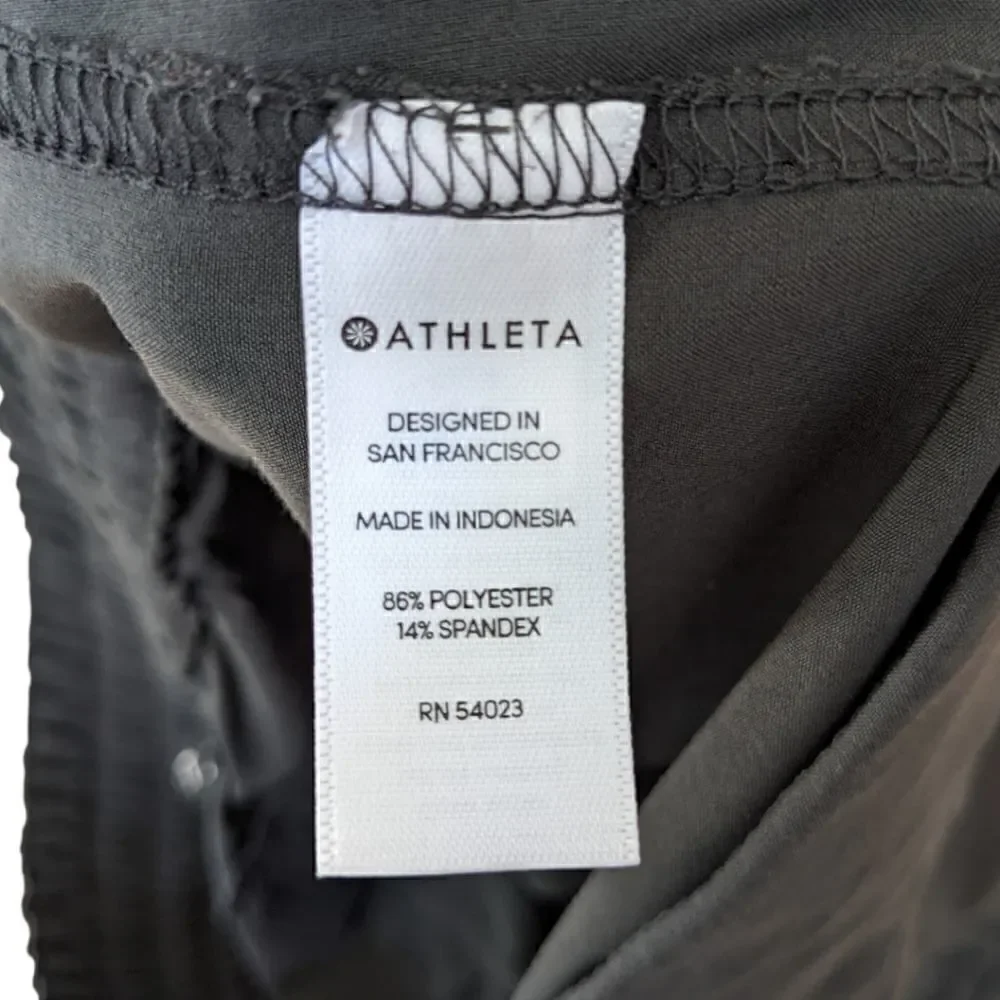 ATHLETA
DESIGNED IN
SAN FRANCISCO
MADE IN INDONESIA
86% POLYESTER
14% SPANDEX
RN 54023